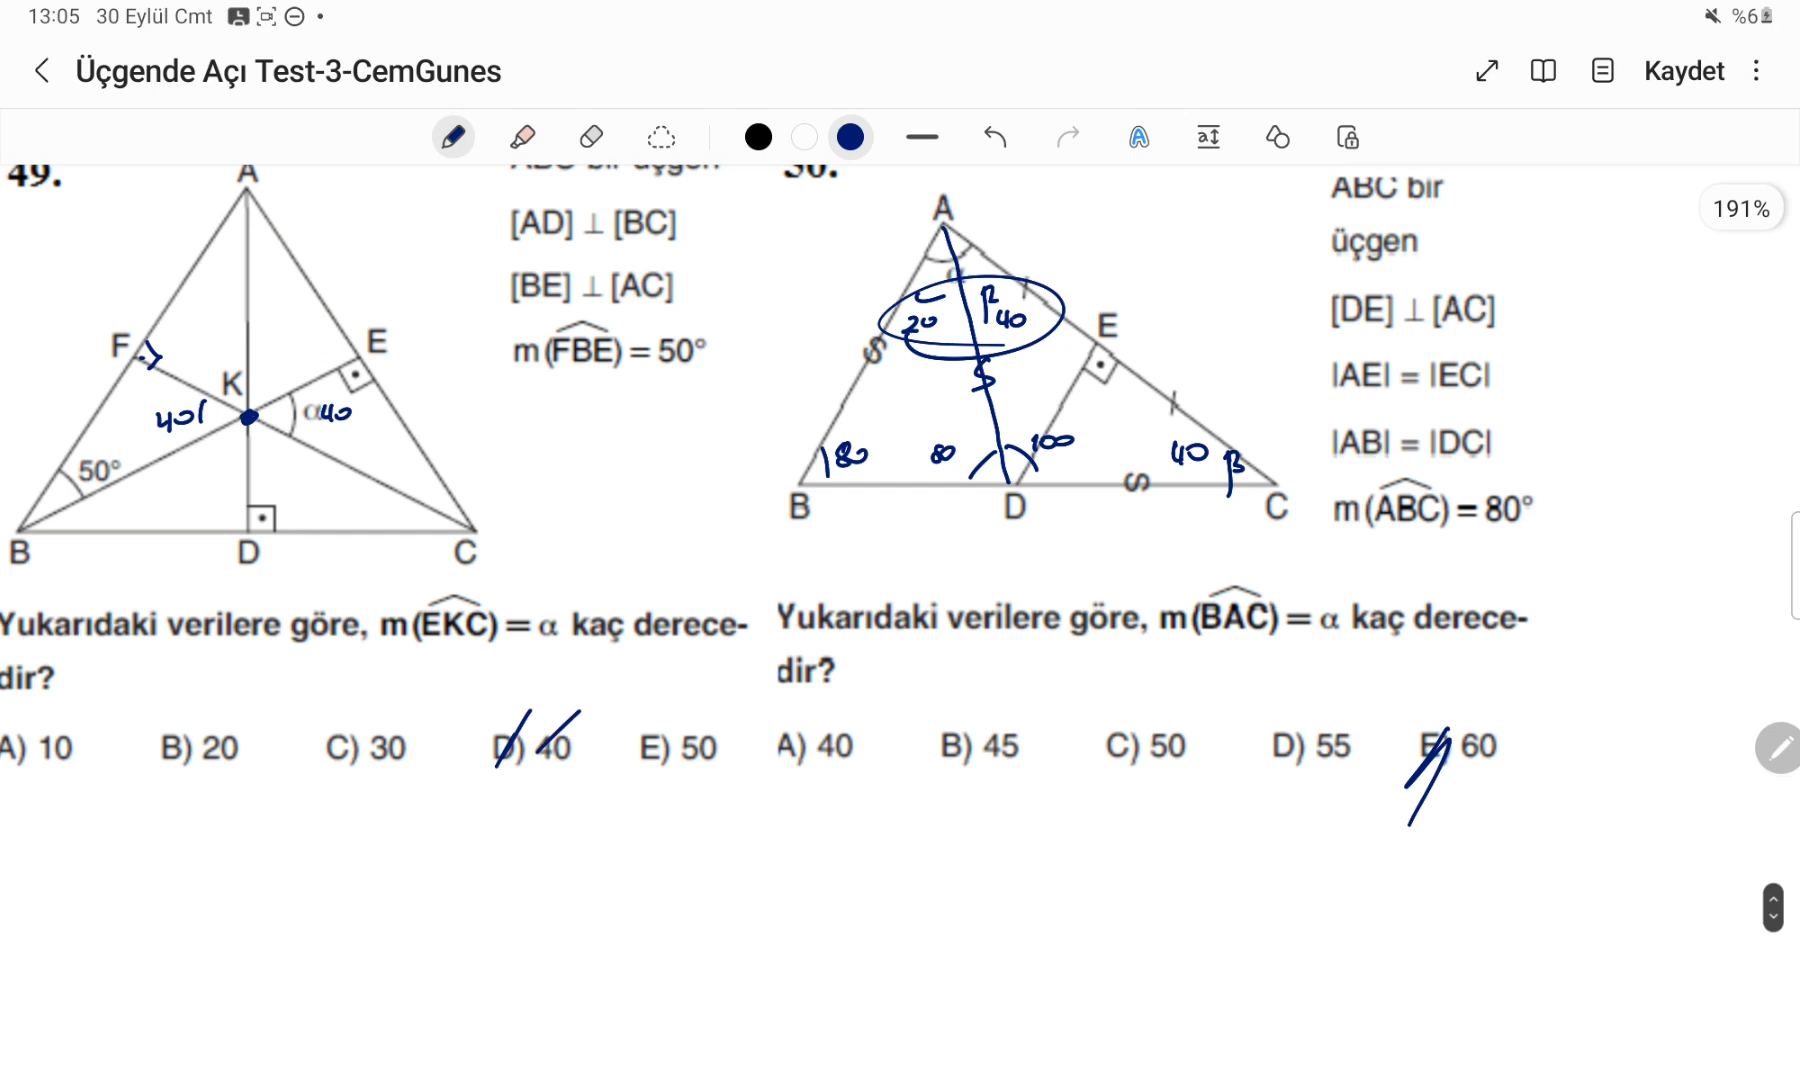 13:05 30 Eylül Cmt
%6
Üçgende Açı Test-3-CemGunes
Kaydet
191%
49.
A
[AD] ⊥ [BC]
[BE] ⊥ [AC]
m(FBE) = 50°
F
E
K
40
α40
50°
B
D
C
Yukarıdaki verilere göre, m(EKC) = α kaç derece-
dir?
A) 10 B) 20 C) 30 D) 40 E) 50
50.
ABC bir
üçgen
[DE] ⊥ [AC]
|AE| = |EC|
|AB| = |DC|
m(ABC) = 80°
A
α
20 β 40
E
S
S
80
80
100
40 β
S
B
D
C
Yukarıdaki verilere göre, m(BAC) = α kaç derece-
dir?
A) 40 B) 45 C) 50 D) 55 E) 60